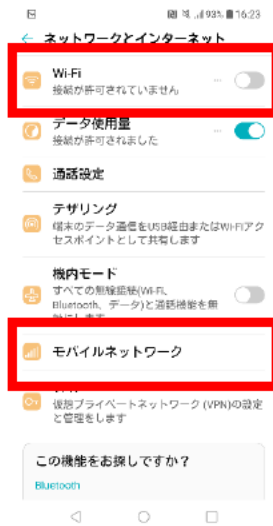 93% 16:23
← ネットワークとインターネット
Wi-Fi
接続が許可されていません
データ使用量
接続が許可されました
通話設定
テザリング
端末のデータ通信をUSB経由またはWi-Fiアク
セスポイントとして共有します
機内モード
すべての無線接続(Wi-Fi、
Bluetooth、データ)と通話機能を無
効にします
モバイルネットワーク
仮想プライベートネットワーク (VPN)の設定
と管理をします
この機能をお探しですか？
Bluetooth